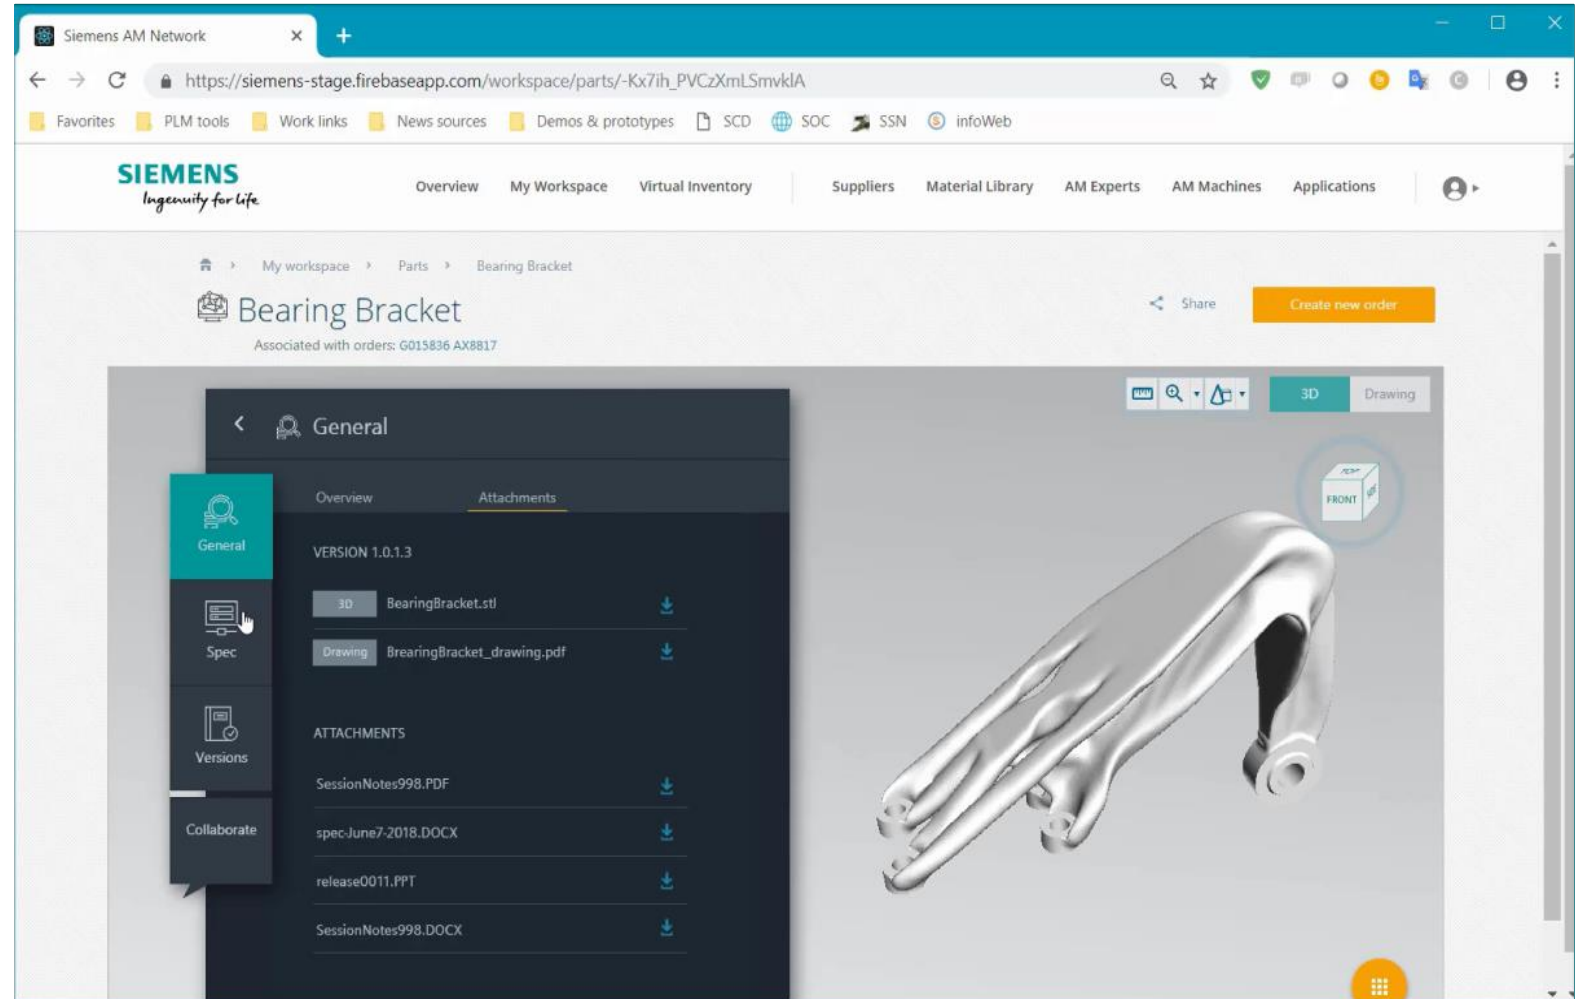 Siemens AM Network
https://siemens-stage.firebaseapp.com/workspace/parts/-Kx7ih_PVCzXmLSmvklA
Favorites PLM tools Work links News sources Demos & prototypes SCD SOC SSN infoWeb
SIEMENS
Ingenuity for life
Overview My Workspace Virtual Inventory Suppliers Material Library AM Experts AM Machines Applications
My workspace Parts Bearing Bracket
Bearing Bracket
Share Create new order
Associated with orders: G015836 AX8817
3D Drawing
General
FRONT
Overview Attachments
General
VERSION 1.0.1.3
3D BearingBracket.stl
Spec
Drawing BrearingBracket_drawing.pdf
ATTACHMENTS
Versions
SessionNotes998.PDF
Collaborate
spec-June7-2018.DOCX
release0011.PPT
SessionNotes998.DOCX